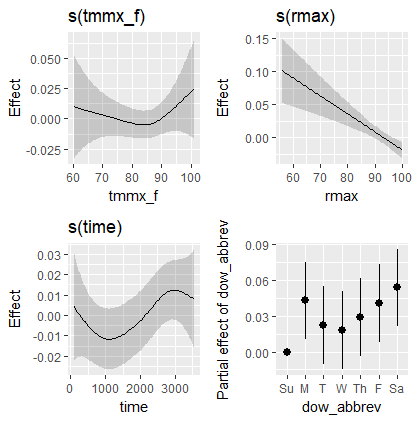 s(tmmx_f)
Effect
0.050
0.025
0.000
-0.025
60 70 80 90 100
tmmx_f
s(rmax)
Effect
0.15
0.10
0.05
0.00
60 70 80 90 100
rmax
s(time)
Effect
0.03
0.02
0.01
0.00
-0.01
-0.02
0 1000 2000 3000
time
Partial effect of dow_abbrev
0.09
0.06
0.03
0.00
Su M T W Th F Sa
dow_abbrev